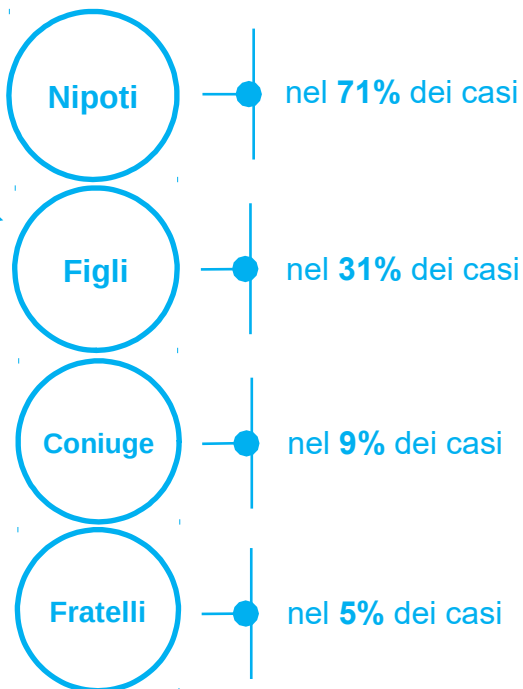 Nipoti nel 71% dei casi
Figli nel 31% dei casi
Coniuge nel 9% dei casi
Fratelli nel 5% dei casi